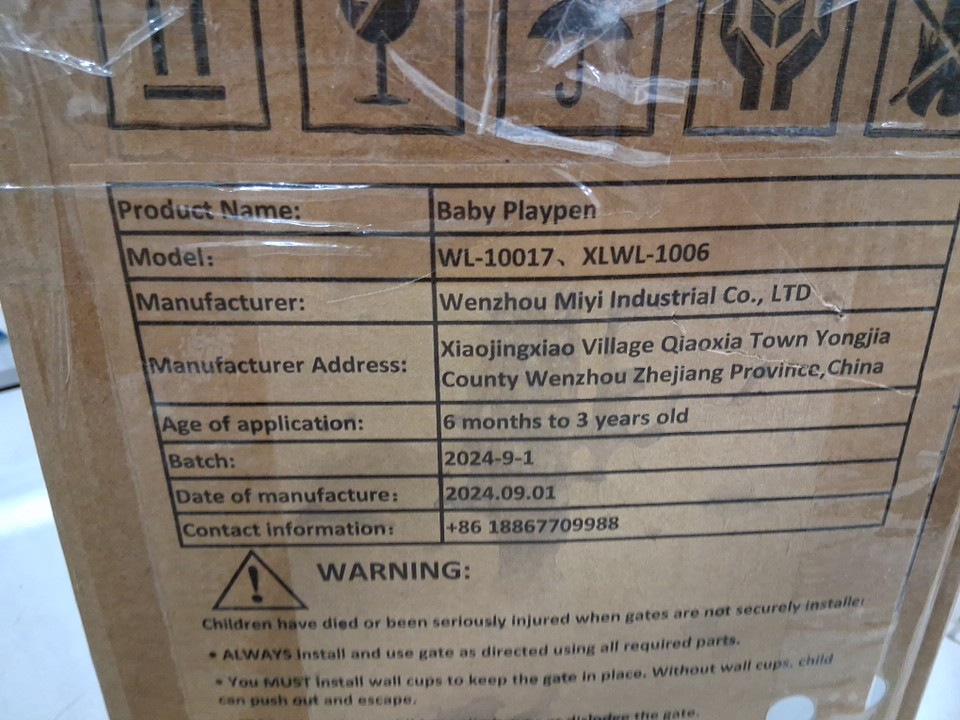 Product Name: Baby Playpen
Model: WL-10017、XLWL-1006
Manufacturer: Wenzhou Miyi Industrial Co., LTD
Manufacturer Address: Xiaojingxiao Village Qiaoxia Town Yongjia
County Wenzhou Zhejiang Province,China
Age of application: 6 months to 3 years old
Batch: 2024-9-1
Date of manufacture: 2024.09.01
Contact information: +86 18867709988
WARNING:
Children have died or been seriously injured when gates are not securely
• ALWAYS install and use gate as directed using all required parts.
• You MUST install wall cups to keep the gate in place. Without wall cups, child
can push out and escape.
dislodge the gate.